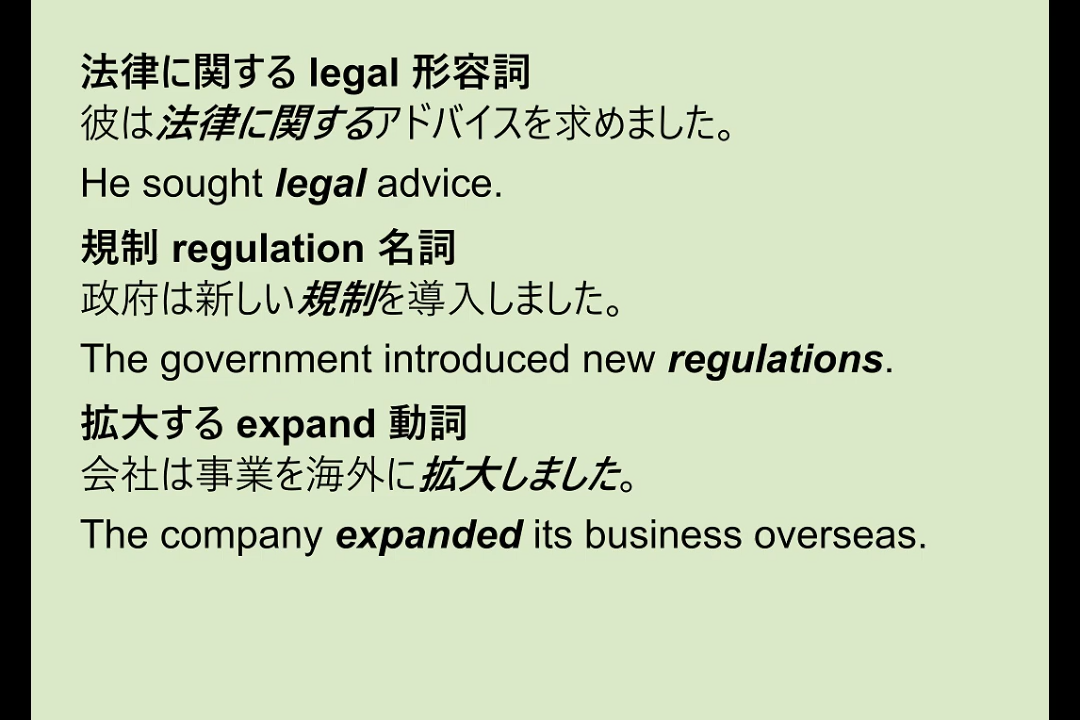 法律に関する legal 形容詞
彼は法律に関するアドバイスを求めました。
He sought legal advice.
規制 regulation 名詞
政府は新しい規制を導入しました。
The government introduced new regulations.
拡大する expand 動詞
会社は事業を海外に拡大しました。
The company expanded its business overseas.